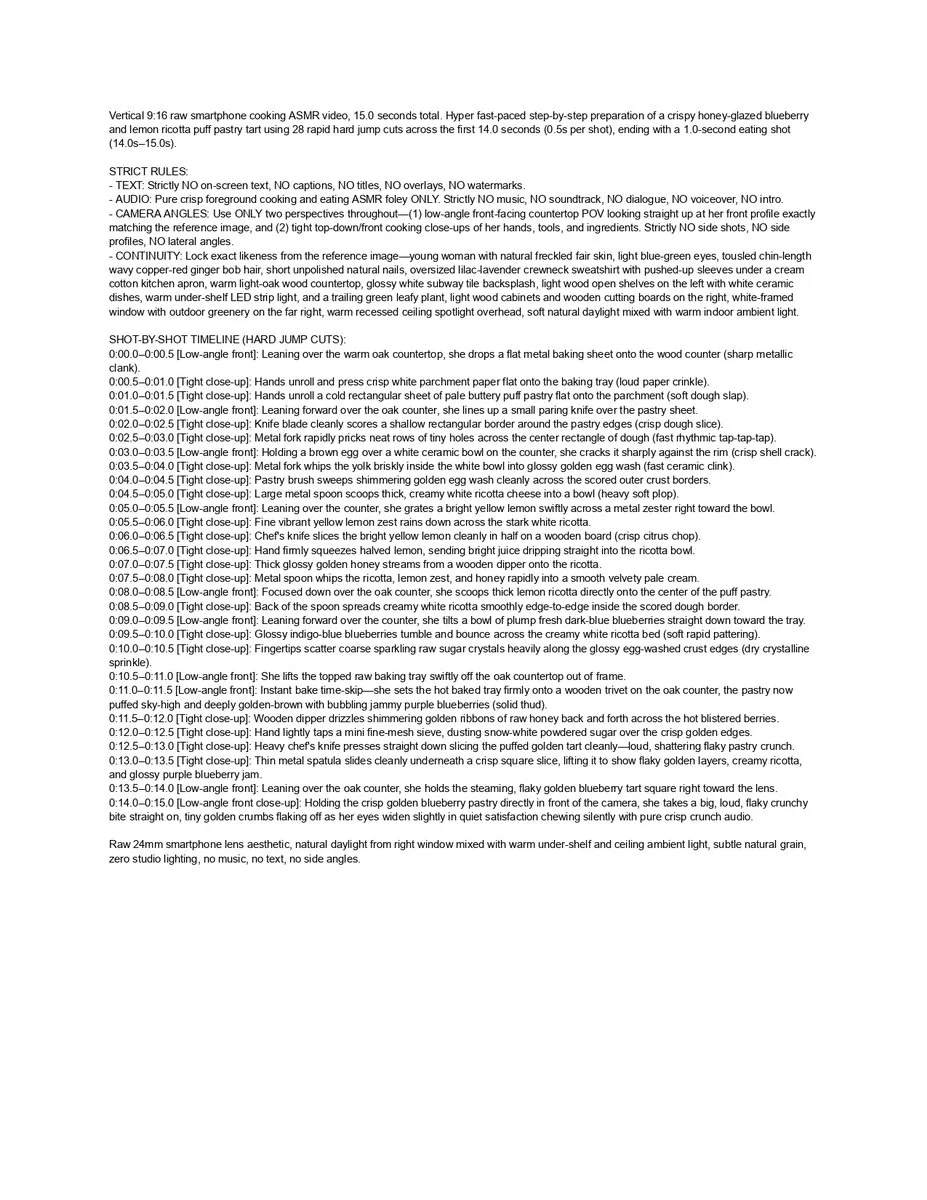 Vertical 9:16 raw smartphone cooking ASMR video, 15.0 seconds total. Hyper fast-paced step-by-step preparation of a crispy honey-glazed blueberry
and lemon ricotta puff pastry tart using 28 rapid hard jump cuts across the first 14.0 seconds (0.5s per shot), ending with a 1.0-second eating shot
(14.0s–15.0s).
STRICT RULES:
- TEXT: Strictly NO on-screen text, NO captions, NO titles, NO overlays, NO watermarks.
- AUDIO: Pure crisp foreground cooking and eating ASMR foley ONLY. Strictly NO music, NO soundtrack, NO dialogue, NO voiceover, NO intro.
- CAMERA ANGLES: Use ONLY two perspectives throughout—(1) low-angle front-facing countertop POV looking straight up at her front profile exactly
matching the reference image, and (2) tight top-down/front cooking close-ups of her hands, tools, and ingredients. Strictly NO side shots, NO side
profiles, NO lateral angles.
- CONTINUITY: Lock exact likeness from the reference image—young woman with natural freckled fair skin, light blue-green eyes, tousled chin-length
wavy copper-red ginger bob hair, short unpolished natural nails, oversized lilac-lavender crewneck sweatshirt with pushed-up sleeves under a cream
cotton kitchen apron, warm light-oak wood countertop, glossy white subway tile backsplash, light wood open shelves on the left with white ceramic
dishes, warm under-shelf LED strip light, and a trailing green leafy plant, light wood cabinets and wooden cutting boards on the right, white-framed
window with outdoor greenery on the far right, warm recessed ceiling spotlight overhead, soft natural daylight mixed with warm indoor ambient light.
SHOT-BY-SHOT TIMELINE (HARD JUMP CUTS):
0:00.0–0:00.5 [Low-angle front]: Leaning over the warm oak countertop, she drops a flat metal baking sheet onto the wood counter (sharp metallic
clank).
0:00.5–0:01.0 [Tight close-up]: Hands unroll and press crisp white parchment paper flat onto the baking tray (loud paper crinkle).
0:01.0–0:01.5 [Tight close-up]: Hands unroll a cold rectangular sheet of pale buttery puff pastry flat onto the parchment (soft dough slap).
0:01.5–0:02.0 [Low-angle front]: Leaning forward over the oak counter, she lines up a small paring knife over the pastry sheet.
0:02.0–0:02.5 [Tight close-up]: Knife blade cleanly scores a shallow rectangular border around the pastry edges (crisp dough slice).
0:02.5–0:03.0 [Tight close-up]: Metal fork rapidly pricks neat rows of tiny holes across the center rectangle of dough (fast rhythmic tap-tap-tap).
0:03.0–0:03.5 [Low-angle front]: Holding a brown egg over a white ceramic bowl on the counter, she cracks it sharply against the rim (crisp shell crack).
0:03.5–0:04.0 [Tight close-up]: Metal fork whips the yolk briskly inside the white bowl into glossy golden egg wash (fast ceramic clink).
0:04.0–0:04.5 [Tight close-up]: Pastry brush sweeps shimmering golden egg wash cleanly across the scored outer crust borders.
0:04.5–0:05.0 [Tight close-up]: Large metal spoon scoops thick, creamy white ricotta cheese into a bowl (heavy soft plop).
0:05.0–0:05.5 [Low-angle front]: Leaning over the counter, she grates a bright yellow lemon swiftly across a metal zester right toward the bowl.
0:05.5–0:06.0 [Tight close-up]: Fine vibrant yellow lemon zest rains down across the stark white ricotta.
0:06.0–0:06.5 [Tight close-up]: Chef's knife slices the bright yellow lemon cleanly in half on a wooden board (crisp citrus chop).
0:06.5–0:07.0 [Tight close-up]: Hand firmly squeezes halved lemon, sending bright juice dripping straight into the ricotta bowl.
0:07.0–0:07.5 [Tight close-up]: Thick glossy golden honey streams from a wooden dipper onto the ricotta.
0:07.5–0:08.0 [Tight close-up]: Metal spoon whips the ricotta, lemon zest, and honey rapidly into a smooth velvety pale cream.
0:08.0–0:08.5 [Low-angle front]: Focused down over the oak counter, she scoops thick lemon ricotta directly onto the center of the puff pastry.
0:08.5–0:09.0 [Tight close-up]: Back of the spoon spreads creamy white ricotta smoothly edge-to-edge inside the scored dough border.
0:09.0–0:09.5 [Low-angle front]: Leaning forward over the counter, she tilts a bowl of plump fresh dark-blue blueberries straight down toward the tray.
0:09.5–0:10.0 [Tight close-up]: Glossy indigo-blue blueberries tumble and bounce across the creamy white ricotta bed (soft rapid pattering).
0:10.0–0:10.5 [Tight close-up]: Fingertips scatter coarse sparkling raw sugar crystals heavily along the glossy egg-washed crust edges (dry crystalline
sprinkle).
0:10.5–0:11.0 [Low-angle front]: She lifts the topped raw baking tray swiftly off the oak countertop out of frame.
0:11.0–0:11.5 [Low-angle front]: Instant bake time-skip—she sets the hot baked tray firmly onto a wooden trivet on the oak counter, the pastry now
puffed sky-high and deeply golden-brown with bubbling jammy purple blueberries (solid thud).
0:11.5–0:12.0 [Tight close-up]: Wooden dipper drizzles shimmering golden ribbons of raw honey back and forth across the hot blistered berries.
0:12.0–0:12.5 [Tight close-up]: Hand lightly taps a mini fine-mesh sieve, dusting snow-white powdered sugar over the crisp golden edges.
0:12.5–0:13.0 [Tight close-up]: Heavy chef's knife presses straight down slicing the puffed golden tart cleanly—loud, shattering flaky pastry crunch.
0:13.0–0:13.5 [Tight close-up]: Thin metal spatula slides cleanly underneath a crisp square slice, lifting it to show flaky golden layers, creamy ricotta,
and glossy purple blueberry jam.
0:13.5–0:14.0 [Low-angle front]: Leaning over the oak counter, she holds the steaming, flaky golden blueberry tart square right toward the lens.
0:14.0–0:15.0 [Low-angle front close-up]: Holding the crisp golden blueberry pastry directly in front of the camera, she takes a big, loud, flaky crunchy
bite straight on, tiny golden crumbs flaking off as her eyes widen slightly in quiet satisfaction chewing silently with pure crisp crunch audio.
Raw 24mm smartphone lens aesthetic, natural daylight from right window mixed with warm under-shelf and ceiling ambient light, subtle natural grain,
zero studio lighting, no music, no text, no side angles.